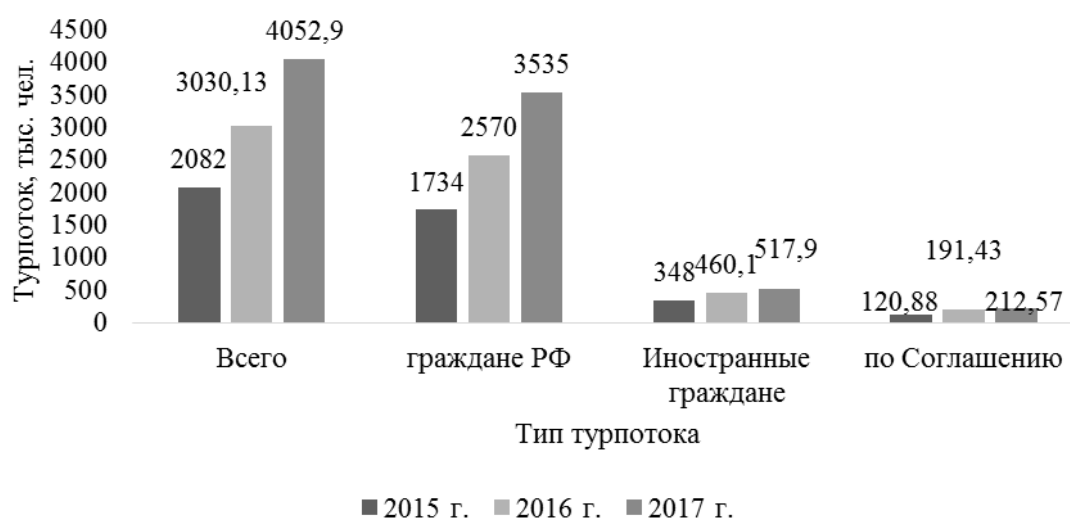 Турпоток, тыс. чел.
4500
4000
3500
3000
2500
2000
1500
1000
500
0
2082
3030,13
4052,9
1734
2570
3535
348
460,1
517,9
120,88
191,43
212,57
Всего
граждане РФ
Иностранные
граждане
по Соглашению
Тип турпотока
2015 г.
2016 г.
2017 г.